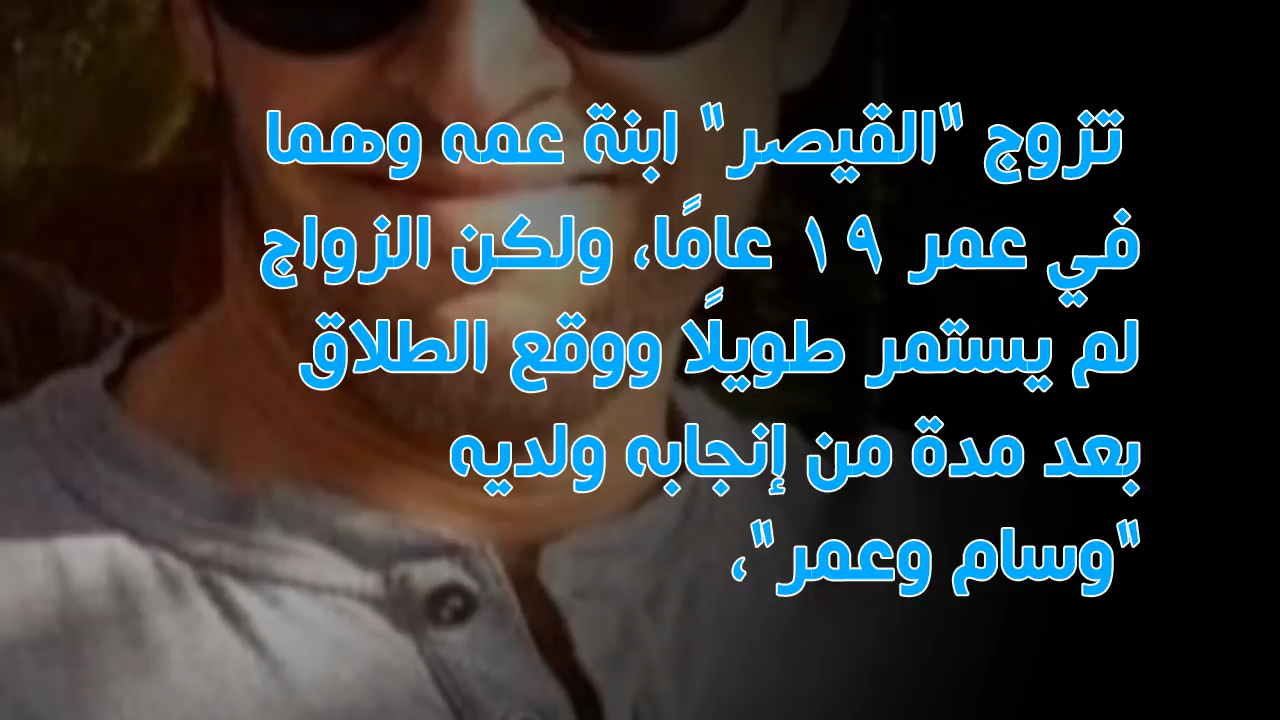 تزوج "القيصر" ابنة عمه وهما
في عمر ١٩ عامًا، ولكن الزواج
لم يستمر طويلًا ووقع الطلاق
بعد مدة من إنجابه ولديه
"وسام وعمر"،